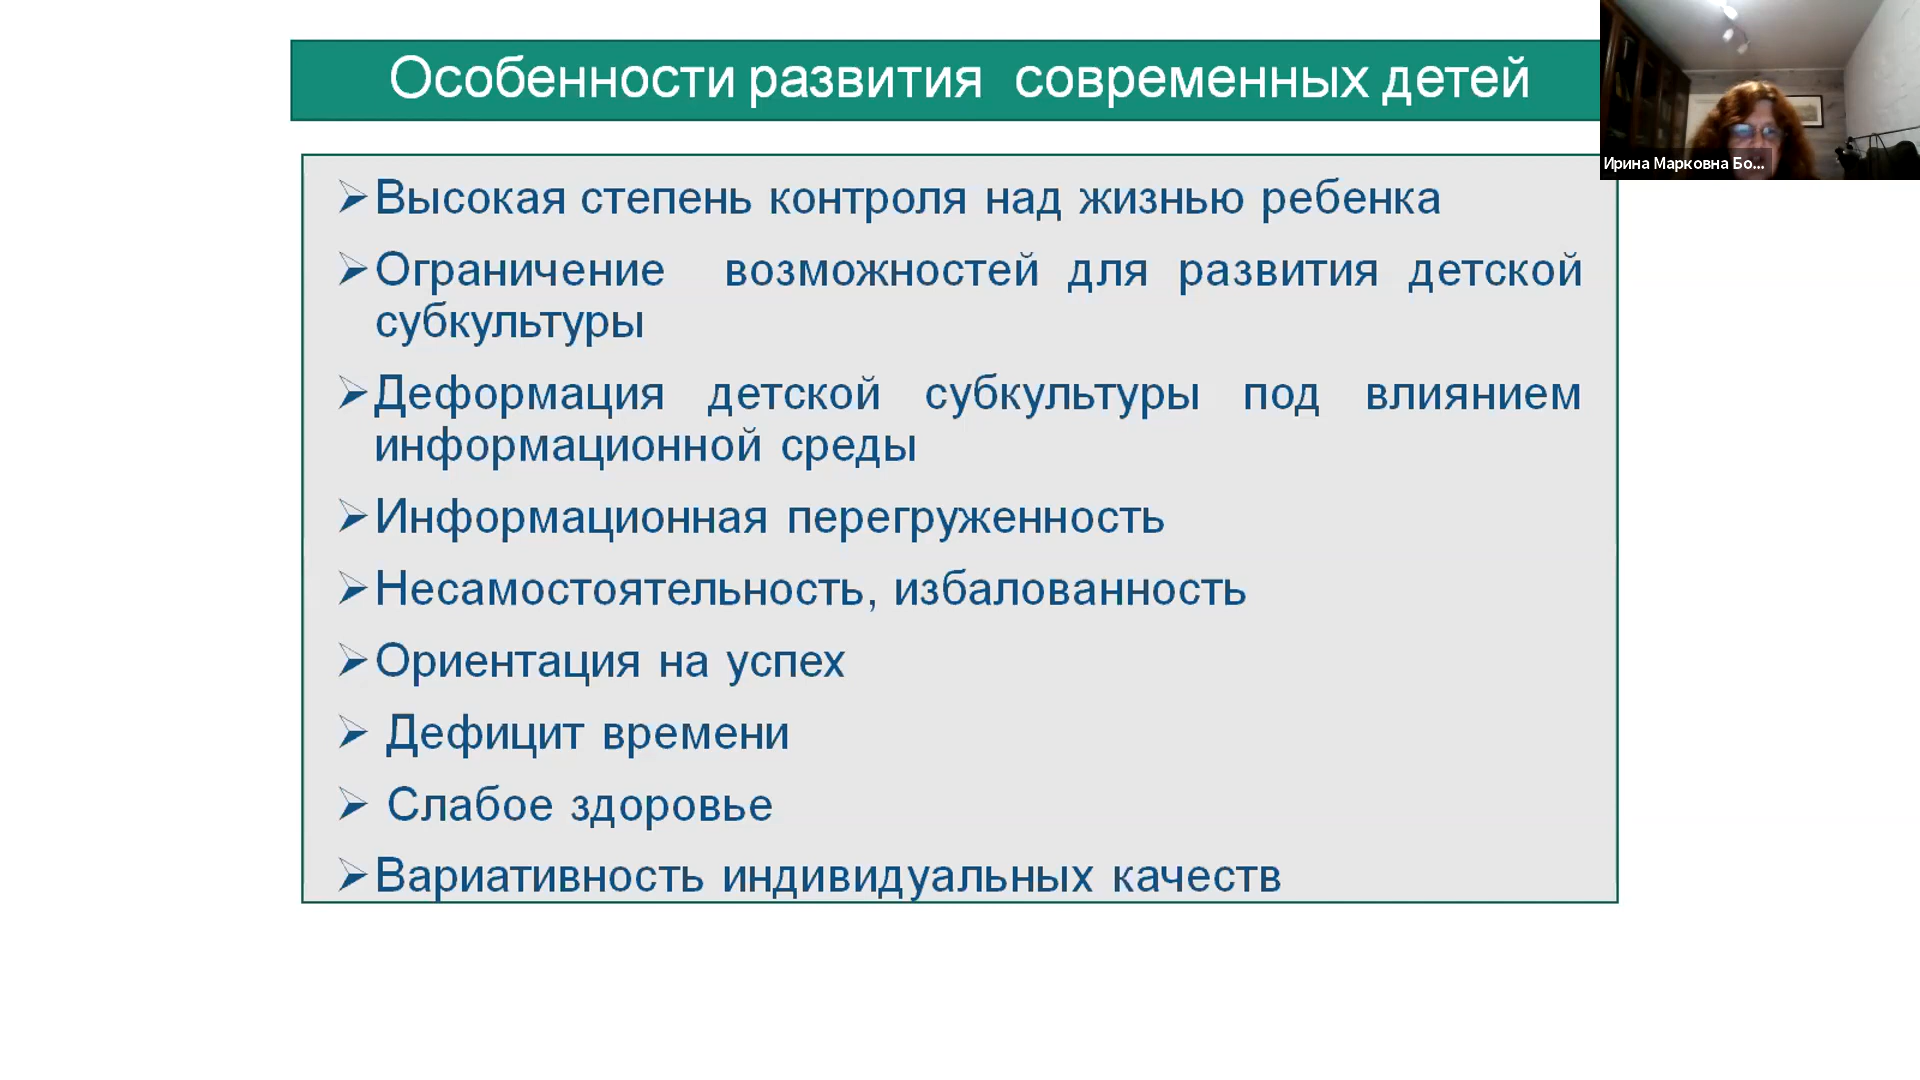 Особенности развития современных детей
Ирина Марковна Бо...
Высокая степень контроля над жизнью ребенка
Ограничение возможностей для развития детской
субкультуры
Деформация детской субкультуры под влиянием
информационной среды
Информационная перегруженность
Несамостоятельность, избалованность
Ориентация на успех
Дефицит времени
Слабое здоровье
Вариативность индивидуальных качеств